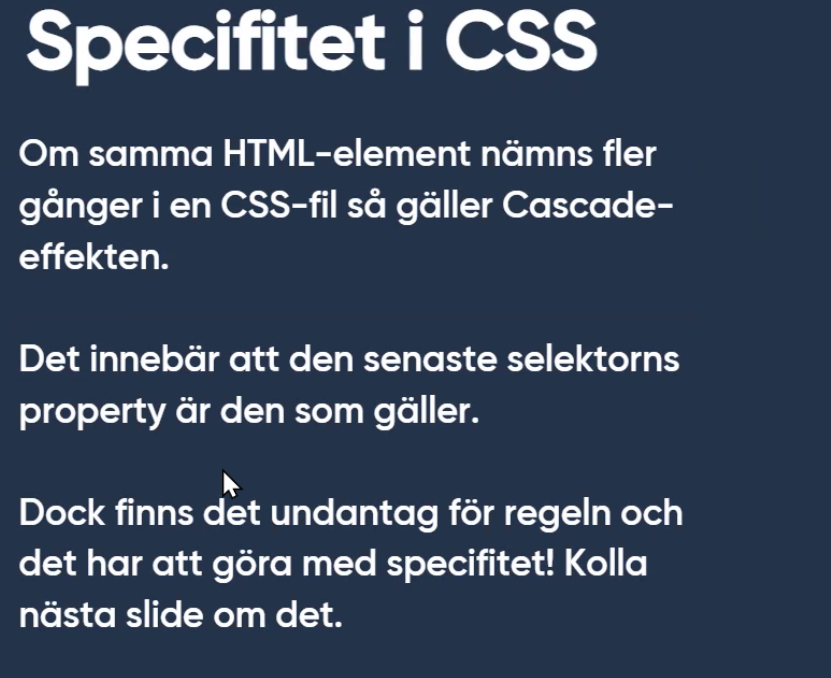 Specifitet i CSS
Om samma HTML-element nämns fler
gånger i en CSS-fil så gäller Cascade-
effekten.
Det innebär att den senaste selektorns
property är den som gäller.
Dock finns det undantag för regeln och
det har att göra med specifitet! Kolla
nästa slide om det.